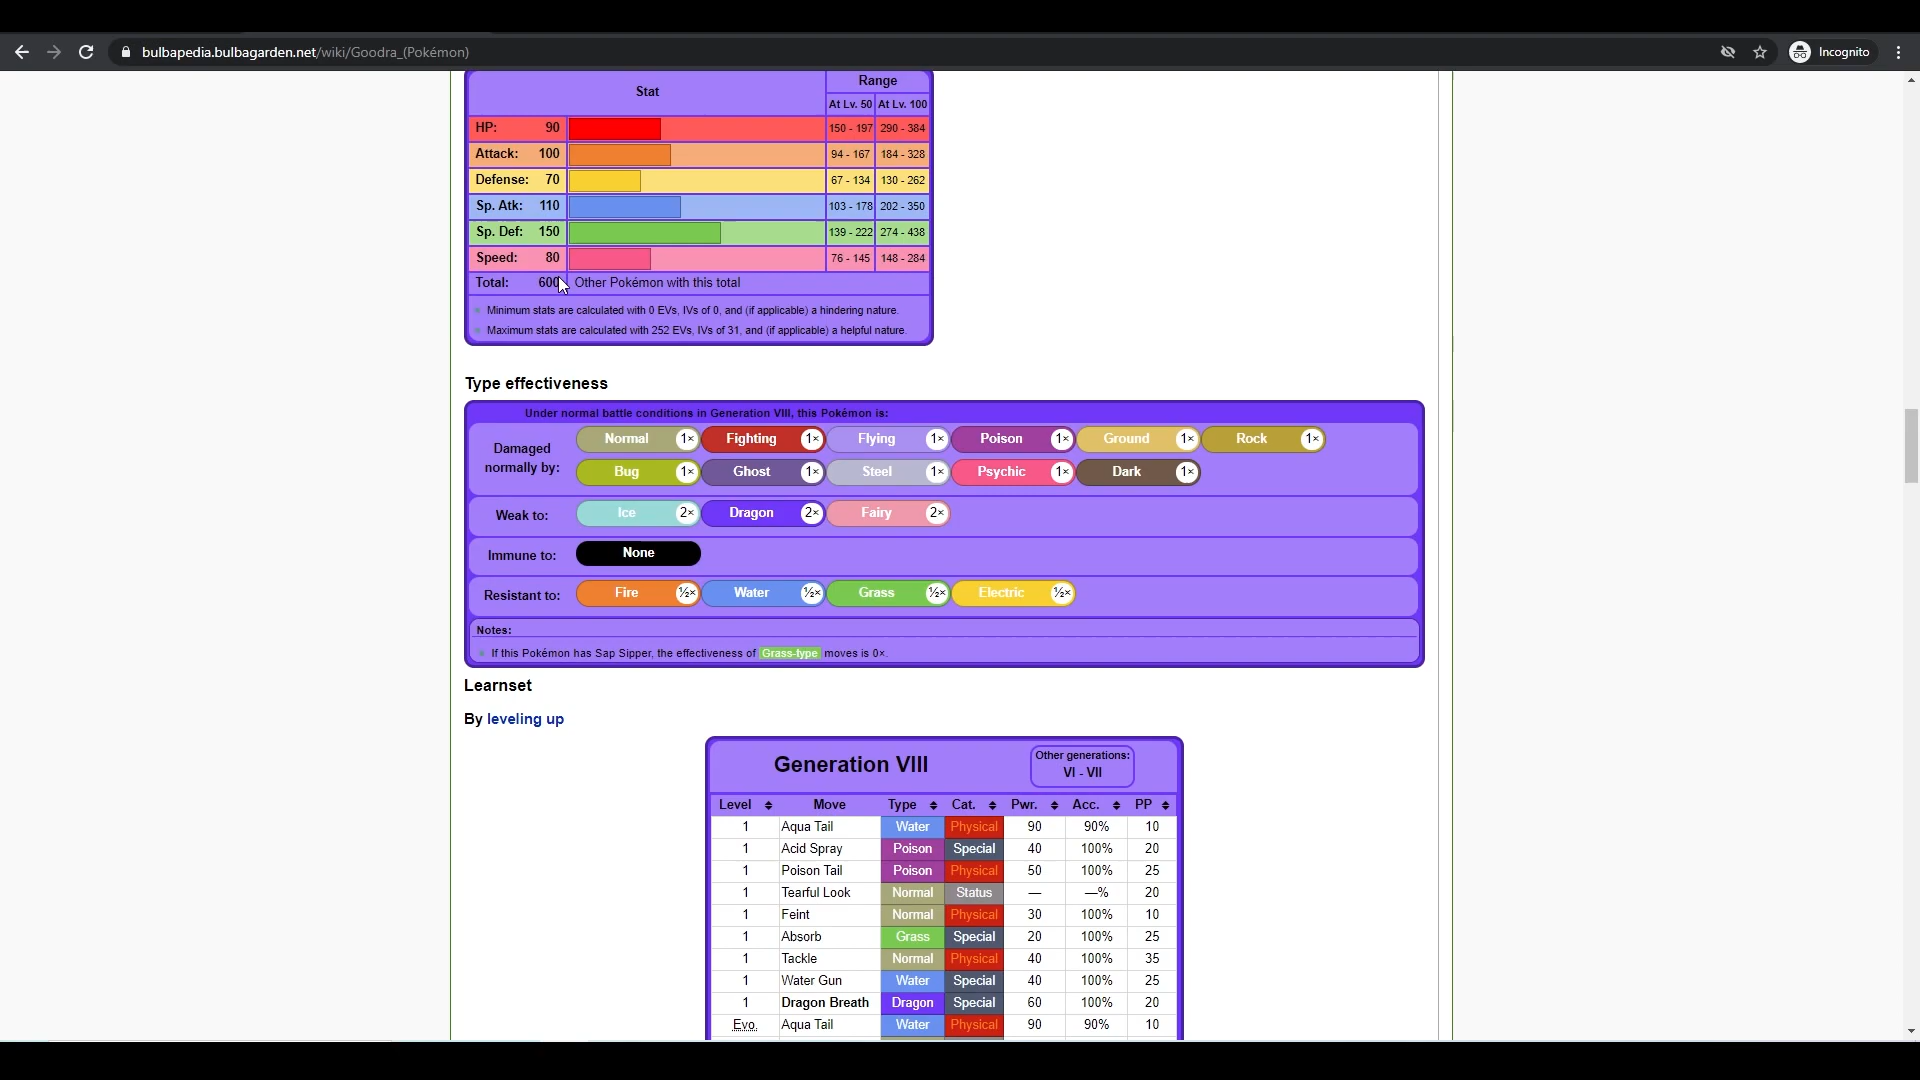 bulbapedia.bulbagarden.net/wiki/Goodra_(Pokémon)
Incognito
Stat Range
At Lv. 50 At Lv. 100
HP: 90 150 - 197 290 - 384
Attack: 100 94 - 167 184 - 328
Defense: 70 67 - 134 130 - 262
Sp. Atk: 110 103 - 178 202 - 350
Sp. Def: 150 139 - 222 274 - 438
Speed: 80 76 - 145 148 - 284
Total: 600 Other Pokémon with this total
Minimum stats are calculated with 0 EVs, IVs of 0, and (if applicable) a hindering nature.
Maximum stats are calculated with 252 EVs, IVs of 31, and (if applicable) a helpful nature.
Type effectiveness
Under normal battle conditions in Generation VIII, this Pokémon is:
Damaged normally by:
Normal 1× Fighting 1× Flying 1× Poison 1× Ground 1× Rock 1×
Bug 1× Ghost 1× Steel 1× Psychic 1× Dark 1×
Weak to: Ice 2× Dragon 2× Fairy 2×
Immune to: None
Resistant to: Fire ½× Water ½× Grass ½× Electric ½×
Notes:
If this Pokémon has Sap Sipper, the effectiveness of Grass-type moves is 0×.
Learnset
By leveling up
Generation VIII
Other generations:
VI - VII
Level Move Type Cat. Pwr. Acc. PP
1 Aqua Tail Water Physical 90 90% 10
1 Acid Spray Poison Special 40 100% 20
1 Poison Tail Poison Physical 50 100% 25
1 Tearful Look Normal Status — —% 20
1 Feint Normal Physical 30 100% 10
1 Absorb Grass Special 20 100% 25
1 Tackle Normal Physical 40 100% 35
1 Water Gun Water Special 40 100% 25
1 Dragon Breath Dragon Special 60 100% 20
Evo. Aqua Tail Water Physical 90 90% 10